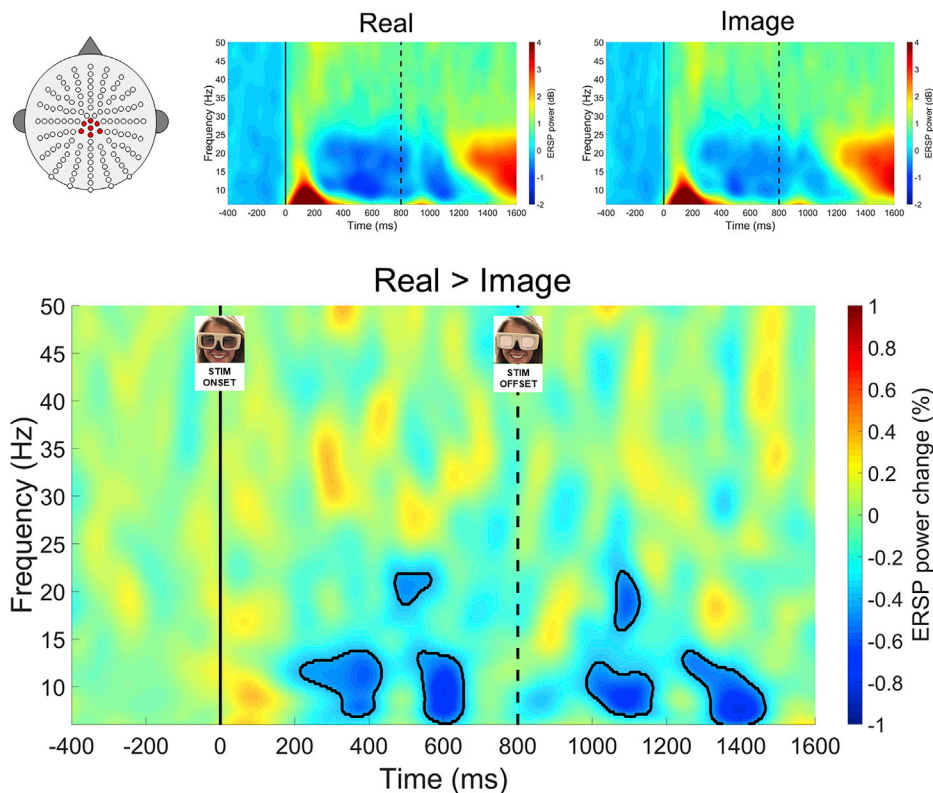 Real
Image
50
45
40
35
30
25
20
15
10
Frequency (Hz)
-400 -200 0 200 400 600 800 1000 1200 1400 1600
Time (ms)
4
3
2
1
0
-1
-2
ERSP power (dB)
50
45
40
35
30
25
20
15
10
Frequency (Hz)
-400 -200 0 200 400 600 800 1000 1200 1400 1600
Time (ms)
4
3
2
1
0
-1
-2
ERSP power (dB)
Real > Image
50
45
40
35
30
25
20
15
10
Frequency (Hz)
STIM
ONSET
STIM
OFFSET
-400 -200 0 200 400 600 800 1000 1200 1400 1600
Time (ms)
1
0.8
0.6
0.4
0.2
0
-0.2
-0.4
-0.6
-0.8
-1
ERSP power change (%)